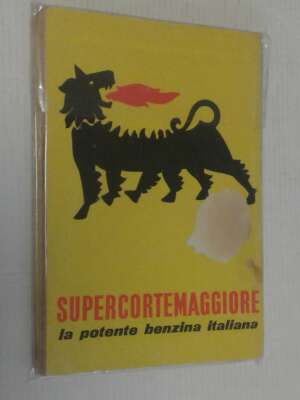 SUPERCORTEMAGGIORE
la potente benzina italiana